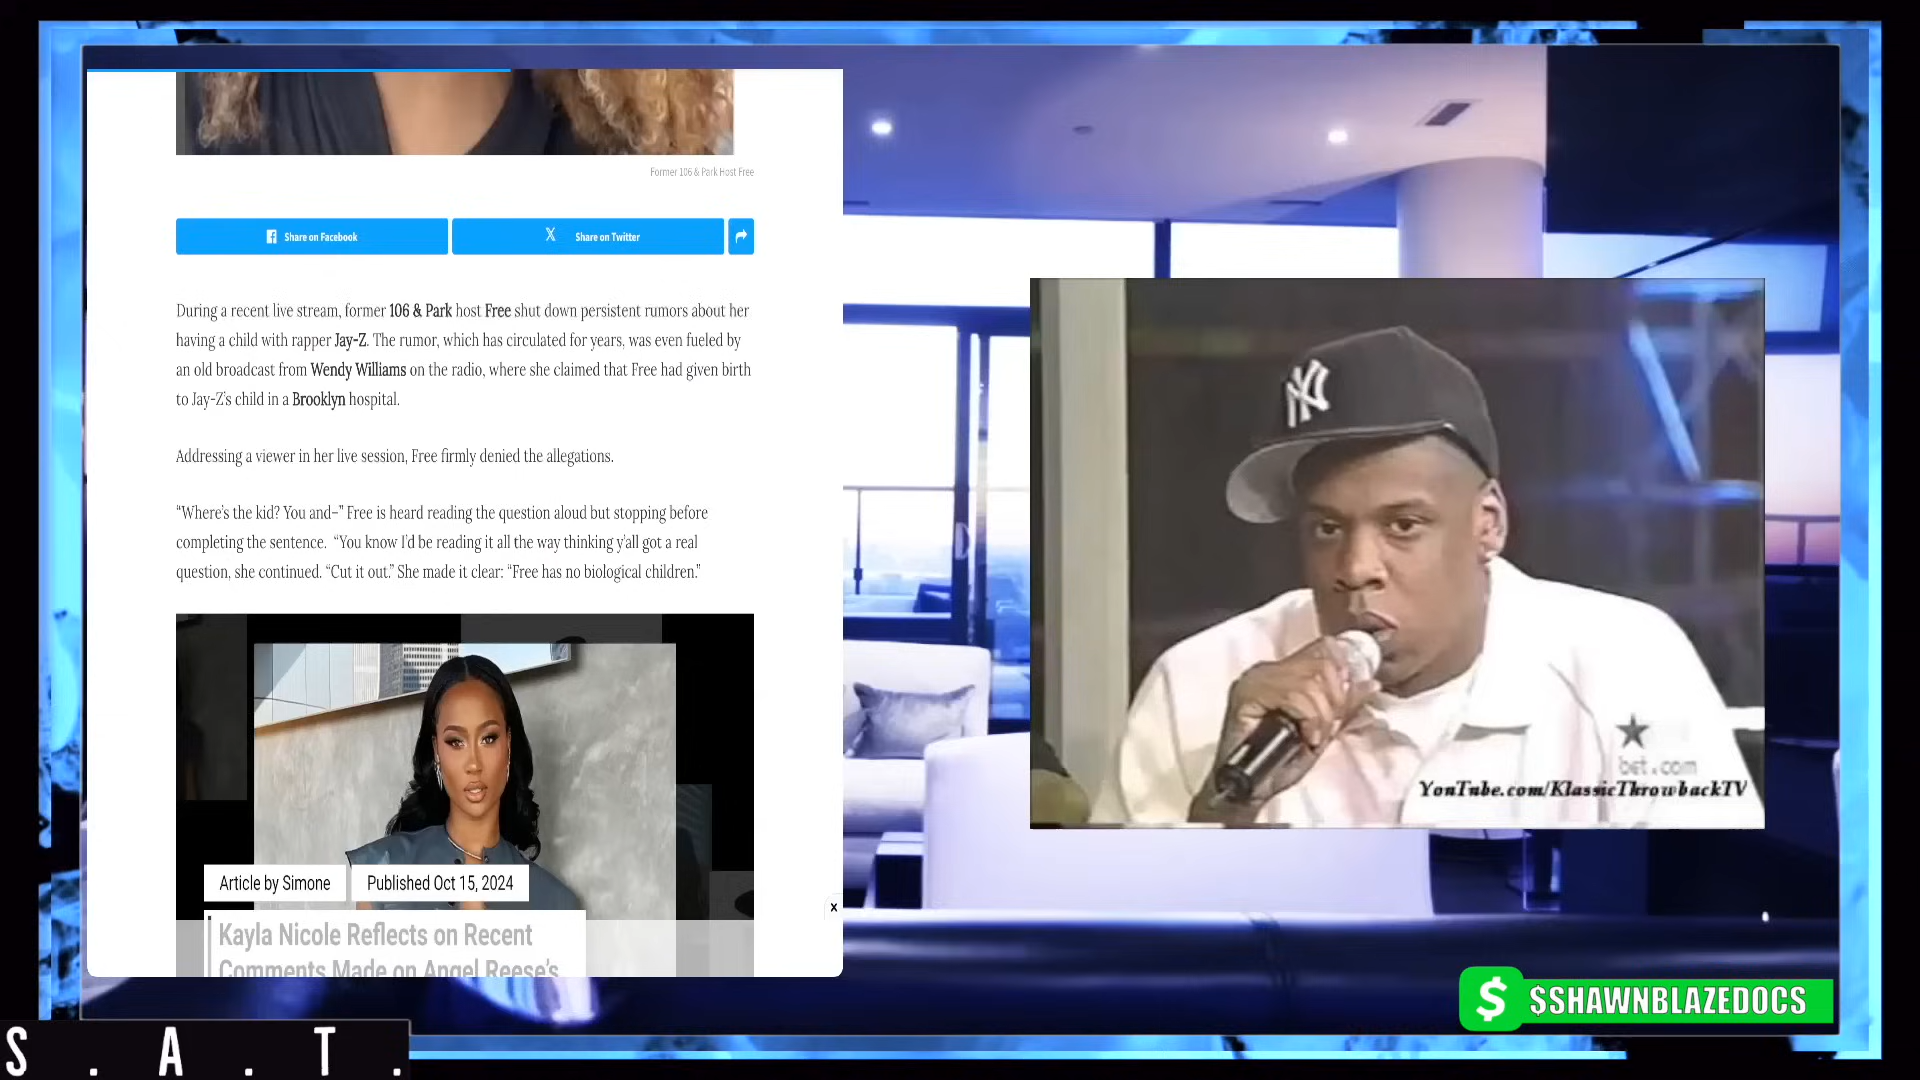 Former 106 & Park Host Free
Share on Facebook
Share on Twitter
During a recent live stream, former 106 & Park host Free shut down persistent rumors about her
having a child with rapper Jay-Z. The rumor, which has circulated for years, was even fueled by
an old broadcast from Wendy Williams on the radio, where she claimed that Free had given birth
to Jay-Z’s child in a Brooklyn hospital.
Addressing a viewer in her live session, Free firmly denied the allegations.
“Where’s the kid? You and–” Free is heard reading the question aloud but stopping before
completing the sentence. “You know I’d be reading it all the way thinking y’all got a real
question, she continued. “Cut it out.” She made it clear: “Free has no biological children.”
Article by Simone
Published Oct 15, 2024
Kayla Nicole Reflects on Recent
Comments Made on Angel Reese’s
x
NY
bet.com
YouTube.com/KlassicThrowbackTV
$ $SHAWNBLAZEDOCS
S . A . T .